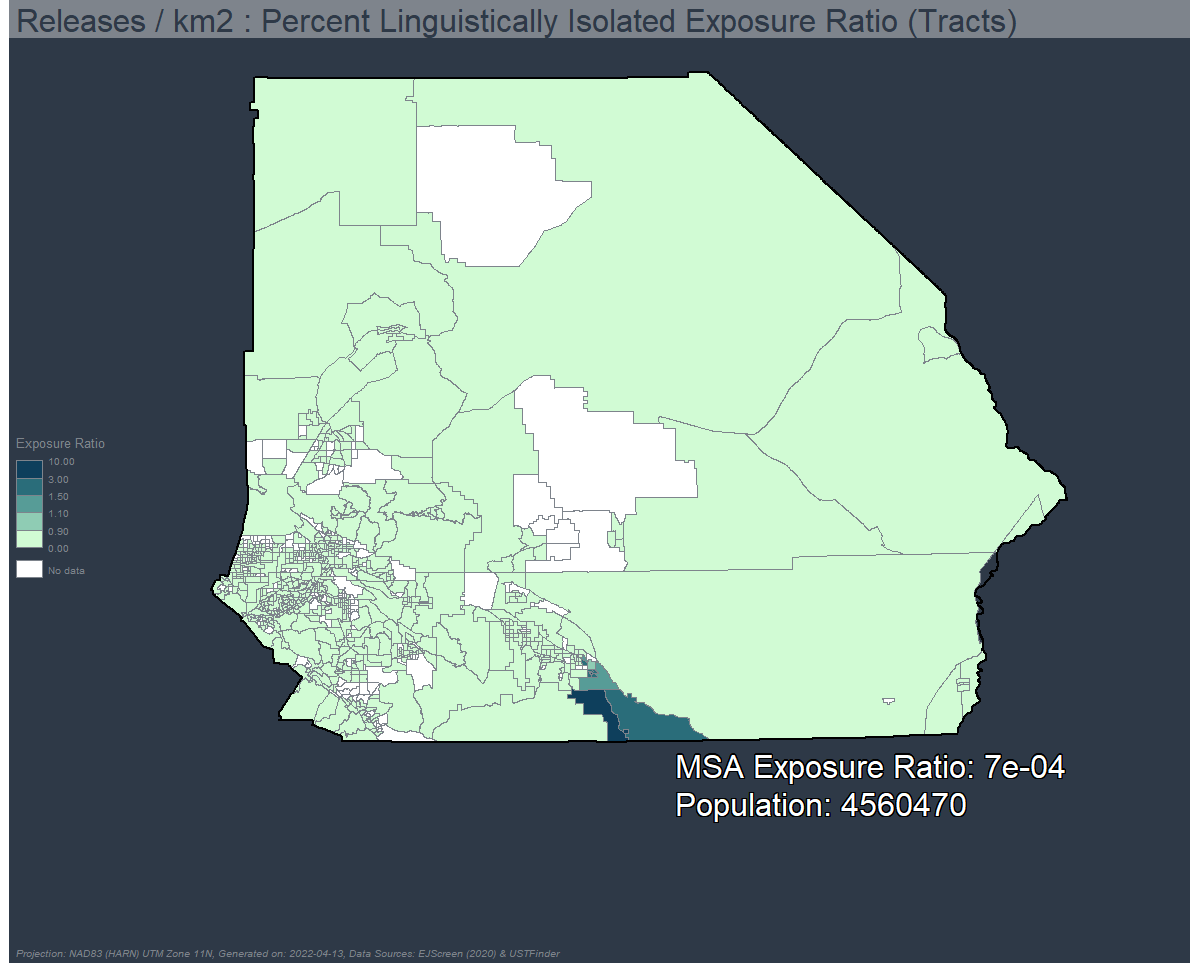 Releases / km2 : Percent Linguistically Isolated Exposure Ratio (Tracts)
Exposure Ratio
10.00
3.00
1.50
1.10
0.90
0.00
No data
MSA Exposure Ratio: 7e-04
Population: 4560470
Projection: NAD83 (HARN) UTM Zone 11N, Generated on: 2022-04-13, Data Sources: EJScreen (2020) & USTFinder